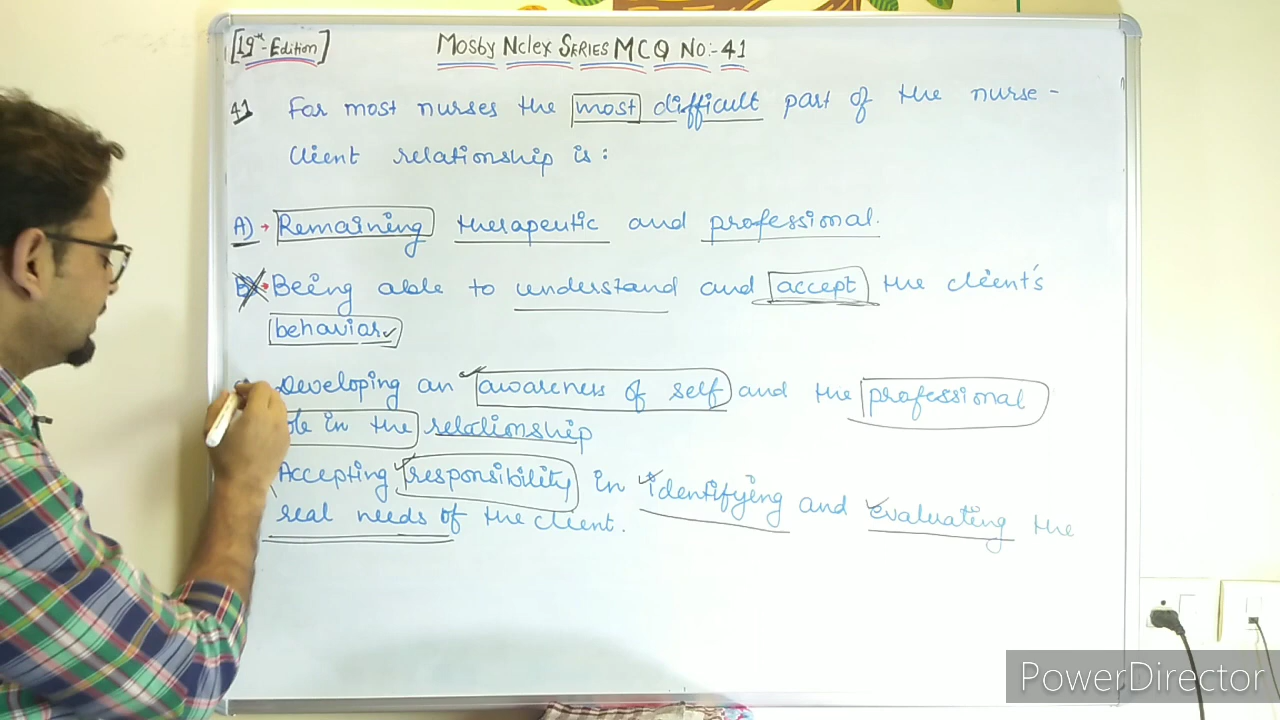 [19th-Edition]
Mosby Nclex Series MCQ No:- 41
41 For most nurses the most difficult part of the nurse-
Client relationship is:
A) Remaining therapeutic and professional.
B) Being able to understand and accept the client's
behavior
Developing an awareness of self and the professional
in the relationship
Accepting responsibility in identifying and evaluating the
real needs of the client.
PowerDirector